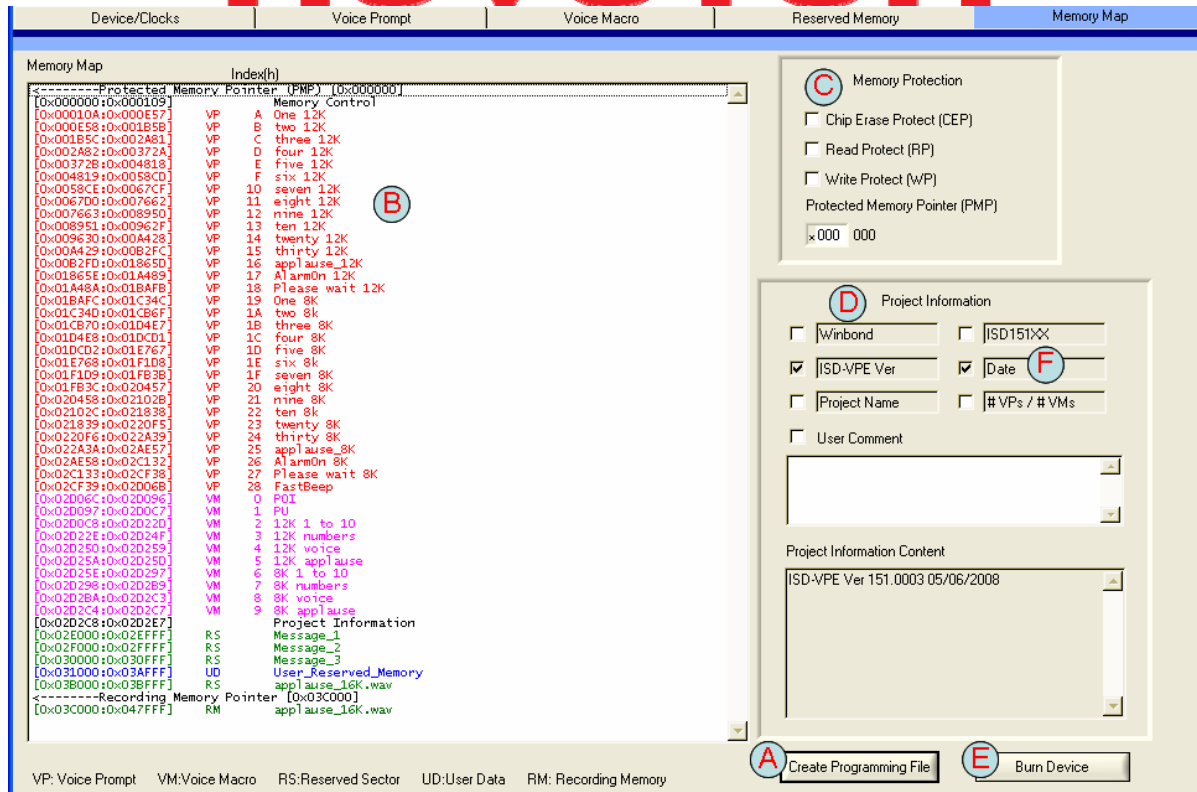 Device/Clocks Voice Prompt Voice Macro Reserved Memory Memory Map
Memory Map
Index(h)
<--------Protected Memory Pointer (PMP) [0x000000]
[0x000000:0x000109] Memory Control
[0x00010A:0x000E57] VP A One 12K
[0x000E58:0x001B5B] VP B two 12K
[0x001B5C:0x002A81] VP C three 12K
[0x002A82:0x00372A] VP D four 12K
[0x00372B:0x004818] VP E five 12K
[0x004819:0x0058CD] VP F six 12K
[0x0058CE:0x0067CF] VP 10 seven 12K
[0x0067D0:0x007662] VP 11 eight 12K
[0x007663:0x008950] VP 12 nine 12K
[0x008951:0x00962F] VP 13 ten 12K
[0x009630:0x00A428] VP 14 twenty 12K
[0x00A429:0x00B2FC] VP 15 thirty 12K
[0x00B2FD:0x01865D] VP 16 applause_12K
[0x01865E:0x01A489] VP 17 AlarmOn 12K
[0x01A48A:0x01BAFB] VP 18 Please wait 12K
[0x01BAFC:0x01C34C] VP 19 One 8K
[0x01C34D:0x01CB6F] VP 1A two 8k
[0x01CB70:0x01D4E7] VP 1B three 8K
[0x01D4E8:0x01DCD1] VP 1C four 8K
[0x01DCD2:0x01E767] VP 1D five 8K
[0x01E768:0x01F1D8] VP 1E six 8k
[0x01F1D9:0x01FB3B] VP 1F seven 8K
[0x01FB3C:0x020457] VP 20 eight 8K
[0x020458:0x02102B] VP 21 nine 8K
[0x02102C:0x021838] VP 22 ten 8k
[0x021839:0x0220F5] VP 23 twenty 8K
[0x0220F6:0x022A39] VP 24 thirty 8K
[0x022A3A:0x02AE57] VP 25 applause_8K
[0x02AE58:0x02C132] VP 26 AlarmOn 8K
[0x02C133:0x02CF38] VP 27 Please wait 8K
[0x02CF39:0x02D06B] VP 28 FastBeep
[0x02D06C:0x02D096] VM 0 POI
[0x02D097:0x02D0C7] VM 1 PU
[0x02D0C8:0x02D22D] VM 2 12K 1 to 10
[0x02D22E:0x02D24F] VM 3 12K numbers
[0x02D250:0x02D259] VM 4 12K voice
[0x02D25A:0x02D25D] VM 5 12K applause
[0x02D25E:0x02D297] VM 6 8K 1 to 10
[0x02D298:0x02D2B9] VM 7 8K numbers
[0x02D2BA:0x02D2C3] VM 8 8K voice
[0x02D2C4:0x02D2C7] VM 9 8K applause
[0x02D2C8:0x02D2E7] Project Information
[0x02E000:0x02EFFF] RS Message_1
[0x02F000:0x02FFFF] RS Message_2
[0x030000:0x030FFF] RS Message_3
[0x031000:0x03AFFF] UD User_Reserved_Memory
[0x03B000:0x03BFFF] RS applause_16K.wav
<--------Recording Memory Pointer [0x03C000]
[0x03C000:0x047FFF] RM applause_16K.wav
B
VP: Voice Prompt VM:Voice Macro RS:Reserved Sector UD:User Data RM: Recording Memory
C Memory Protection
Chip Erase Protect (CEP)
Read Protect (RP)
Write Protect (WP)
Protected Memory Pointer (PMP)
x000 000
D Project Information
Winbond ISD151XX
ISD-VPE Ver Date F
Project Name # VPs / # VMs
User Comment
Project Information Content
ISD-VPE Ver 151.0003 05/06/2008
A Create Programming File E Burn Device